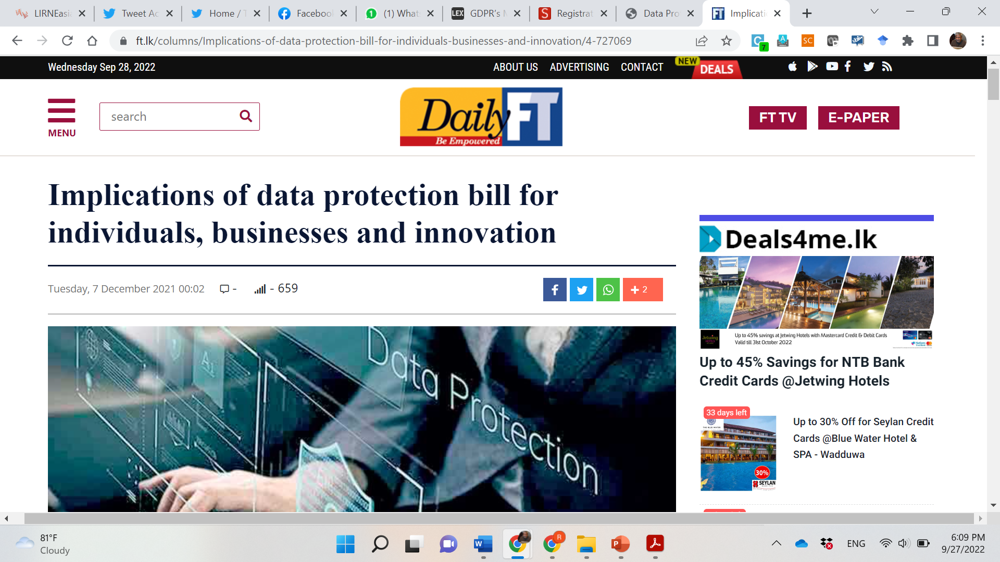 LIRNEasi
Tweet Ac
Home / T
Facebook
(1) What
GDPR's N
Registrat
Data Pro
Implicati
ft.lk/columns/Implications-of-data-protection-bill-for-individuals-businesses-and-innovation/4-727069
7
Wednesday Sep 28, 2022
ABOUT US
ADVERTISING
CONTACT
NEW
DEALS
MENU
search
Daily FT
Be Empowered
FT TV
E-PAPER
Implications of data protection bill for
individuals, businesses and innovation
Tuesday, 7 December 2021 00:02
-
- 659
+ 2
Data Protection
Deals4me.lk
Up to 45% savings at Jetwing Hotels with Mastercard Credit & Debit Cards
Valid till 31st October 2022
Up to 45% Savings for NTB Bank
Credit Cards @Jetwing Hotels
33 days left
THE BLUE WATER
30%
SEYLAN
Up to 30% Off for Seylan Credit
Cards @Blue Water Hotel &
SPA - Wadduwa
81°F
Cloudy
ENG
6:09 PM
9/27/2022